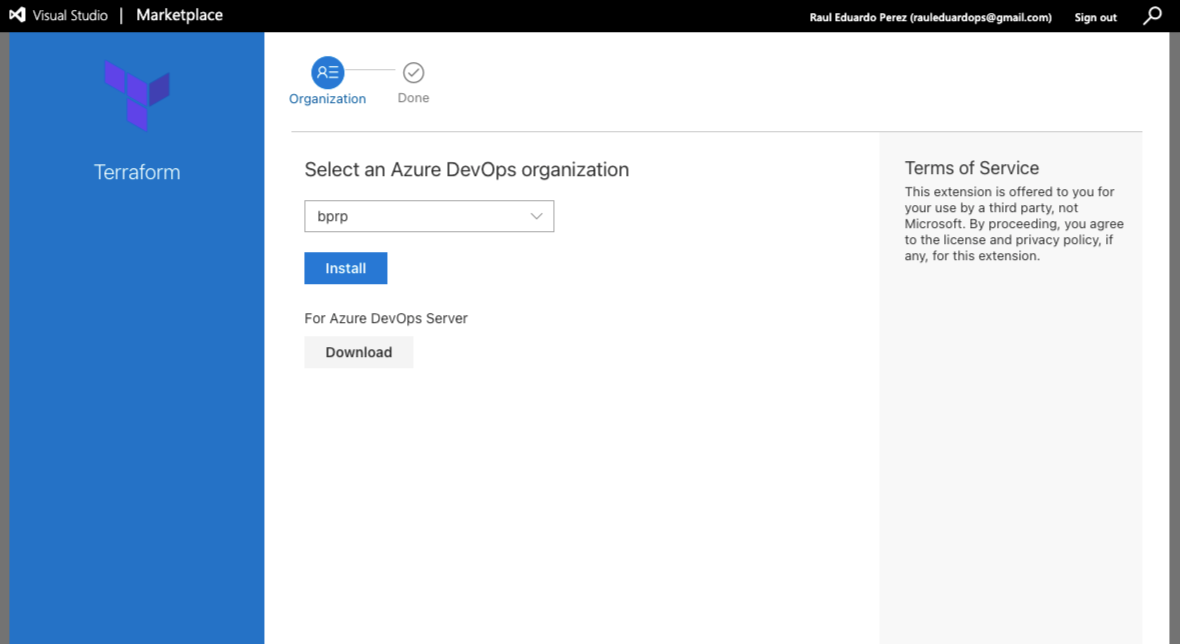 Visual Studio | Marketplace
Raul Eduardo Perez (rauleduardops@gmail.com) Sign out
Terraform
Organization
Done
Select an Azure DevOps organization
bprp
Install
For Azure DevOps Server
Download
Terms of Service
This extension is offered to you for
your use by a third party, not
Microsoft. By proceeding, you agree
to the license and privacy policy, if
any, for this extension.